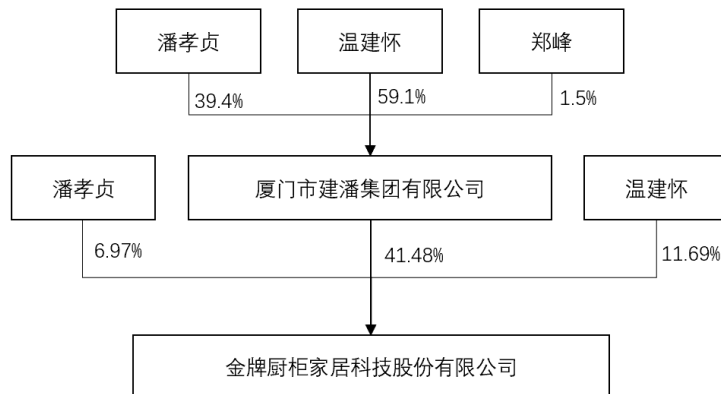 潘孝贞
温建怀
郑峰
39.4%
59.1%
1.5%
潘孝贞
厦门市建潘集团有限公司
温建怀
6.97%
41.48%
11.69%
金牌厨柜家居科技股份有限公司